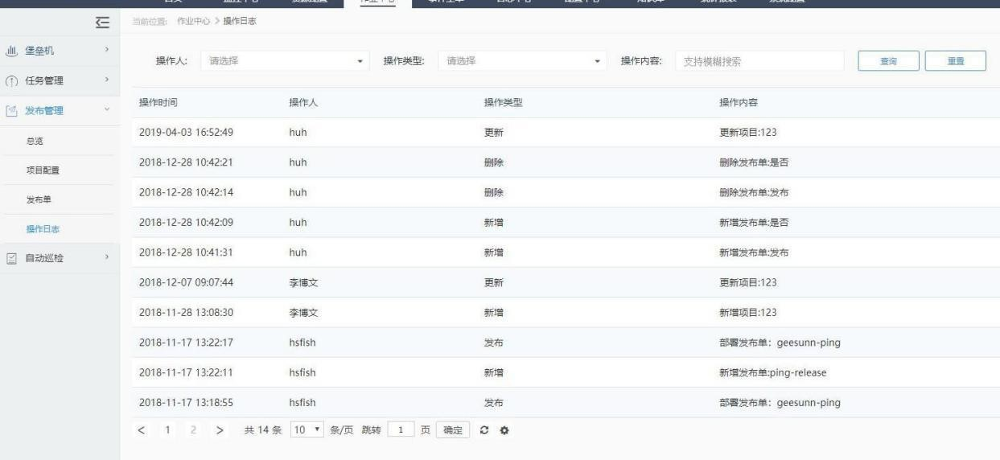 作业中心
当前位置: 作业中心 > 操作日志
堡垒机
任务管理
发布管理
总览
项目配置
发布单
操作日志
自动巡检
操作人: 请选择 操作类型: 请选择 操作内容: 支持模糊搜索 查询 重置
操作时间 操作人 操作类型 操作内容
2019-04-03 16:52:49 huh 更新 更新项目:123
2018-12-28 10:42:21 huh 删除 删除发布单:是否
2018-12-28 10:42:14 huh 删除 删除发布单:发布
2018-12-28 10:42:09 huh 新增 新增发布单:是否
2018-12-28 10:41:31 huh 新增 新增发布单:发布
2018-12-07 09:07:44 李博文 更新 更新项目:123
2018-11-28 13:08:30 李博文 新增 新增项目:123
2018-11-17 13:22:17 hsfish 发布 部署发布单：geesunn-ping
2018-11-17 13:22:11 hsfish 新增 新增发布单:ping-release
2018-11-17 13:18:55 hsfish 发布 部署发布单：geesunn-ping
< 1 2 > 共 14 条 10 条/页 跳转 1 页 确定